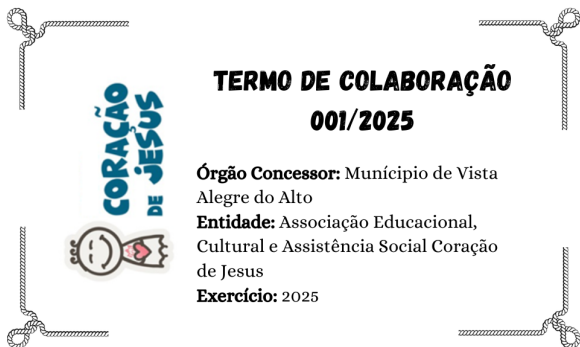 CORAÇÃO
DE JESUS
TERMO DE COLABORAÇÃO
001/2025
Órgão Concessor: Munícipio de Vista
Alegre do Alto
Entidade: Associação Educacional,
Cultural e Assistência Social Coração
de Jesus
Exercício: 2025